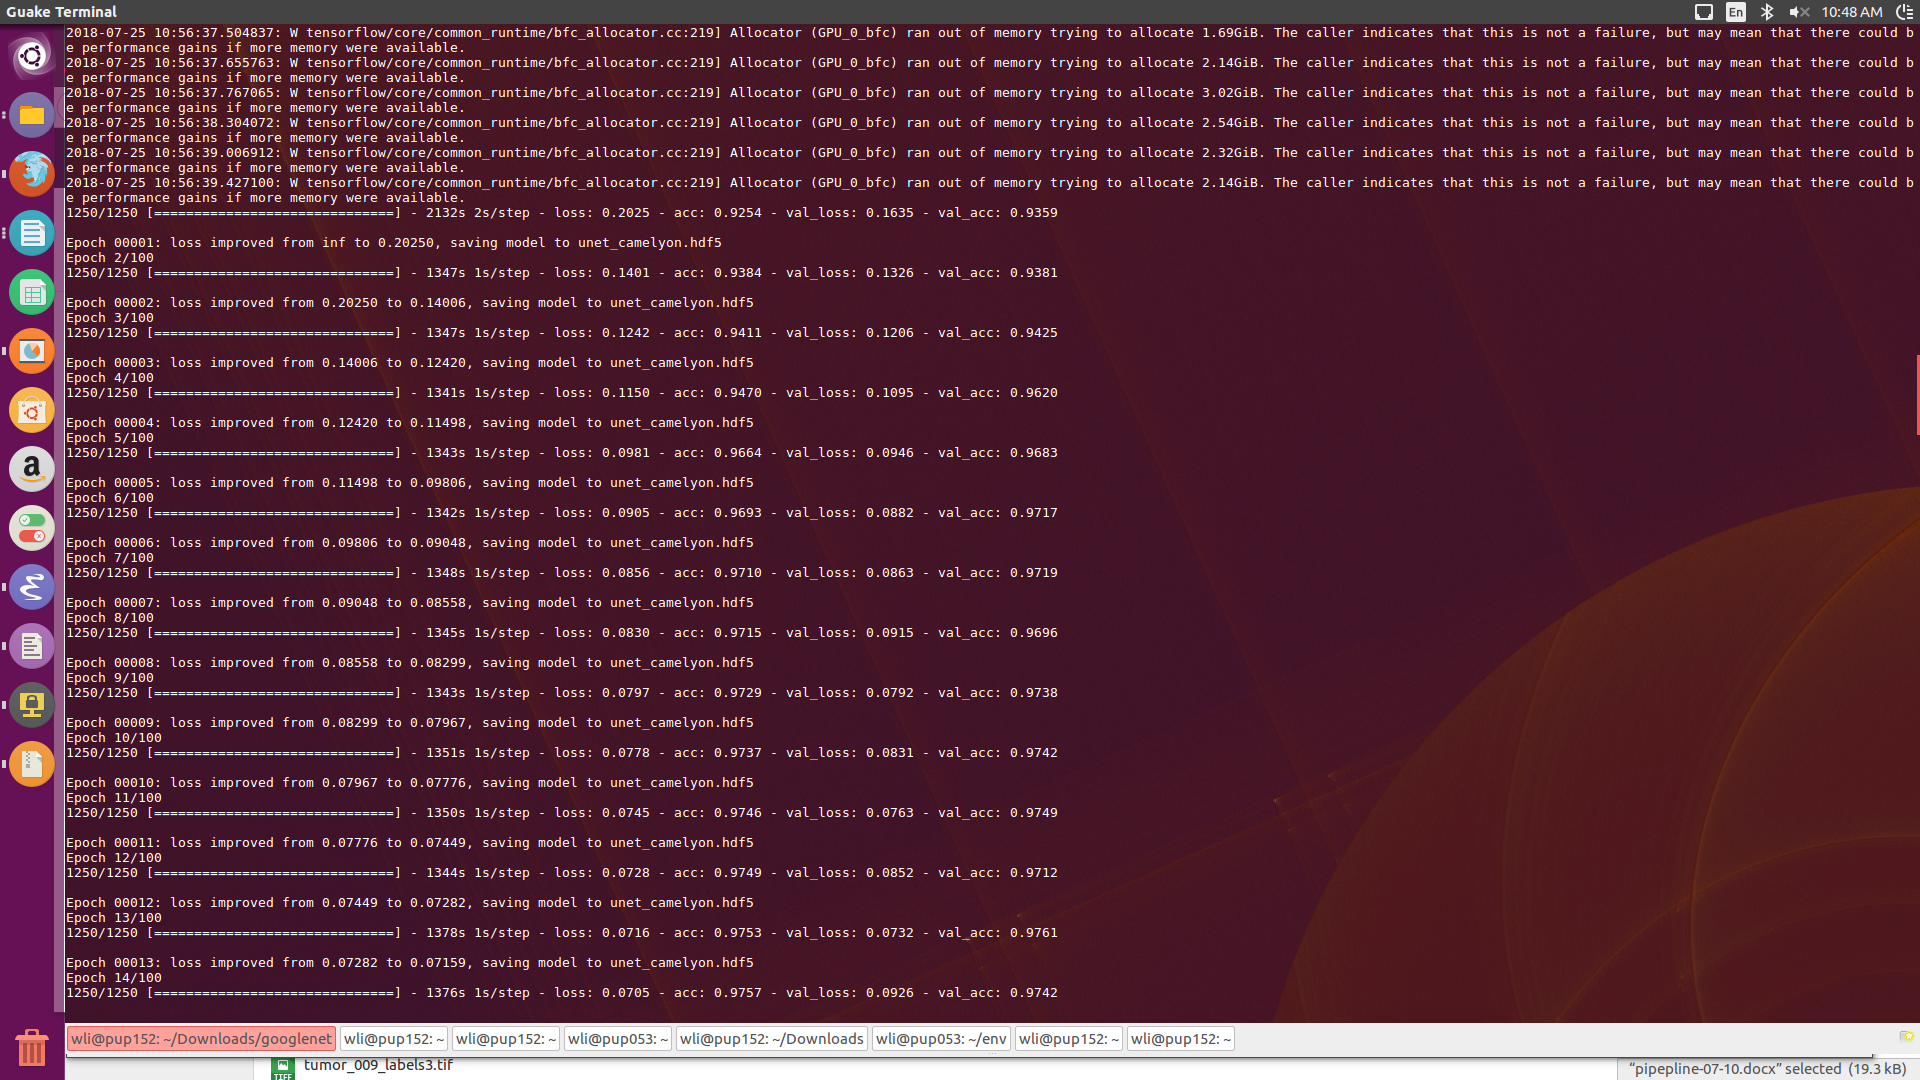 Guake Terminal
En
10:48 AM
2018-07-25 10:56:37.504837: W tensorflow/core/common_runtime/bfc_allocator.cc:219] Allocator (GPU_0_bfc) ran out of memory trying to allocate 1.69GiB. The caller indicates that this is not a failure, but may mean that there could b
e performance gains if more memory were available.
2018-07-25 10:56:37.655763: W tensorflow/core/common_runtime/bfc_allocator.cc:219] Allocator (GPU_0_bfc) ran out of memory trying to allocate 2.14GiB. The caller indicates that this is not a failure, but may mean that there could b
e performance gains if more memory were available.
2018-07-25 10:56:37.767065: W tensorflow/core/common_runtime/bfc_allocator.cc:219] Allocator (GPU_0_bfc) ran out of memory trying to allocate 3.02GiB. The caller indicates that this is not a failure, but may mean that there could b
e performance gains if more memory were available.
2018-07-25 10:56:38.304072: W tensorflow/core/common_runtime/bfc_allocator.cc:219] Allocator (GPU_0_bfc) ran out of memory trying to allocate 2.54GiB. The caller indicates that this is not a failure, but may mean that there could b
e performance gains if more memory were available.
2018-07-25 10:56:39.006912: W tensorflow/core/common_runtime/bfc_allocator.cc:219] Allocator (GPU_0_bfc) ran out of memory trying to allocate 2.32GiB. The caller indicates that this is not a failure, but may mean that there could b
e performance gains if more memory were available.
2018-07-25 10:56:39.427100: W tensorflow/core/common_runtime/bfc_allocator.cc:219] Allocator (GPU_0_bfc) ran out of memory trying to allocate 2.14GiB. The caller indicates that this is not a failure, but may mean that there could b
e performance gains if more memory were available.
1250/1250 [==============================] - 2132s 2s/step - loss: 0.2025 - acc: 0.9254 - val_loss: 0.1635 - val_acc: 0.9359
Epoch 00001: loss improved from inf to 0.20250, saving model to unet_camelyon.hdf5
Epoch 2/100
1250/1250 [==============================] - 1347s 1s/step - loss: 0.1401 - acc: 0.9384 - val_loss: 0.1326 - val_acc: 0.9381
Epoch 00002: loss improved from 0.20250 to 0.14006, saving model to unet_camelyon.hdf5
Epoch 3/100
1250/1250 [==============================] - 1347s 1s/step - loss: 0.1242 - acc: 0.9411 - val_loss: 0.1206 - val_acc: 0.9425
Epoch 00003: loss improved from 0.14006 to 0.12420, saving model to unet_camelyon.hdf5
Epoch 4/100
1250/1250 [==============================] - 1341s 1s/step - loss: 0.1150 - acc: 0.9470 - val_loss: 0.1095 - val_acc: 0.9620
Epoch 00004: loss improved from 0.12420 to 0.11498, saving model to unet_camelyon.hdf5
Epoch 5/100
1250/1250 [==============================] - 1343s 1s/step - loss: 0.0981 - acc: 0.9664 - val_loss: 0.0946 - val_acc: 0.9683
Epoch 00005: loss improved from 0.11498 to 0.09806, saving model to unet_camelyon.hdf5
Epoch 6/100
1250/1250 [==============================] - 1342s 1s/step - loss: 0.0905 - acc: 0.9693 - val_loss: 0.0882 - val_acc: 0.9717
Epoch 00006: loss improved from 0.09806 to 0.09048, saving model to unet_camelyon.hdf5
Epoch 7/100
1250/1250 [==============================] - 1348s 1s/step - loss: 0.0856 - acc: 0.9710 - val_loss: 0.0863 - val_acc: 0.9719
Epoch 00007: loss improved from 0.09048 to 0.08558, saving model to unet_camelyon.hdf5
Epoch 8/100
1250/1250 [==============================] - 1345s 1s/step - loss: 0.0830 - acc: 0.9715 - val_loss: 0.0915 - val_acc: 0.9696
Epoch 00008: loss improved from 0.08558 to 0.08299, saving model to unet_camelyon.hdf5
Epoch 9/100
1250/1250 [==============================] - 1343s 1s/step - loss: 0.0797 - acc: 0.9729 - val_loss: 0.0792 - val_acc: 0.9738
Epoch 00009: loss improved from 0.08299 to 0.07967, saving model to unet_camelyon.hdf5
Epoch 10/100
1250/1250 [==============================] - 1351s 1s/step - loss: 0.0778 - acc: 0.9737 - val_loss: 0.0831 - val_acc: 0.9742
Epoch 00010: loss improved from 0.07967 to 0.07776, saving model to unet_camelyon.hdf5
Epoch 11/100
1250/1250 [==============================] - 1350s 1s/step - loss: 0.0745 - acc: 0.9746 - val_loss: 0.0763 - val_acc: 0.9749
Epoch 00011: loss improved from 0.07776 to 0.07449, saving model to unet_camelyon.hdf5
Epoch 12/100
1250/1250 [==============================] - 1344s 1s/step - loss: 0.0728 - acc: 0.9749 - val_loss: 0.0852 - val_acc: 0.9712
Epoch 00012: loss improved from 0.07449 to 0.07282, saving model to unet_camelyon.hdf5
Epoch 13/100
1250/1250 [==============================] - 1378s 1s/step - loss: 0.0716 - acc: 0.9753 - val_loss: 0.0732 - val_acc: 0.9761
Epoch 00013: loss improved from 0.07282 to 0.07159, saving model to unet_camelyon.hdf5
Epoch 14/100
1250/1250 [==============================] - 1376s 1s/step - loss: 0.0705 - acc: 0.9757 - val_loss: 0.0926 - val_acc: 0.9742
wli@pup152: ~/Downloads/googlenet
wli@pup152: ~
wli@pup152: ~
wli@pup053: ~
wli@pup152: ~/Downloads
wli@pup053: ~/env
wli@pup152: ~
wli@pup152: ~
TIFF
tumor_009_labels3.tif
“pipepline-07-10.docx” selected (19.3 kB)